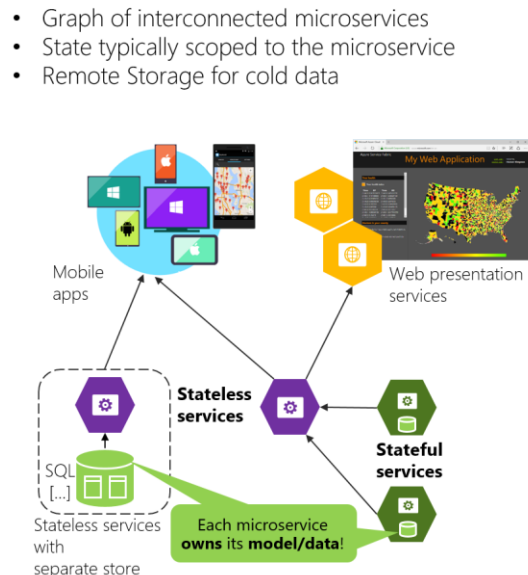 • Graph of interconnected microservices
• State typically scoped to the microservice
• Remote Storage for cold data
My Web Application
Mobile
apps
Web presentation
services
Stateless
services
Stateful
services
SQL
[...]
Stateless services
with
separate store
Each microservice
owns its model/data!